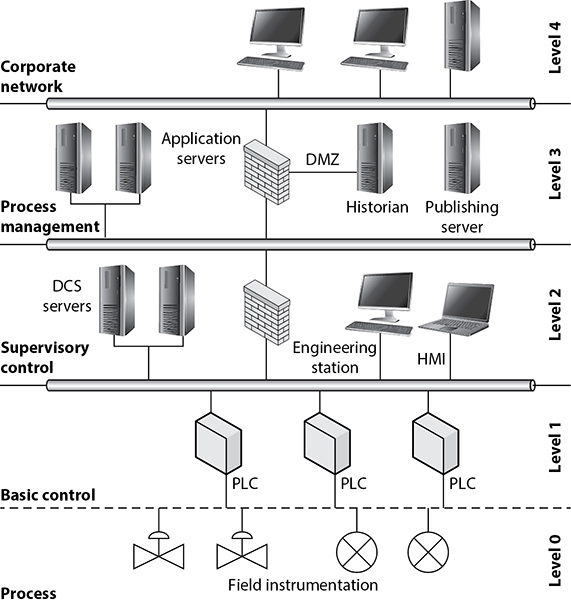 Level 4
Corporate
network
Application
servers
DMZ
Historian
Publishing
server
Level 3
Process
management
DCS
servers
Engineering
station
HMI
Level 2
Supervisory
control
PLC
PLC
PLC
Level 1
Basic control
Level 0
Field instrumentation
Process